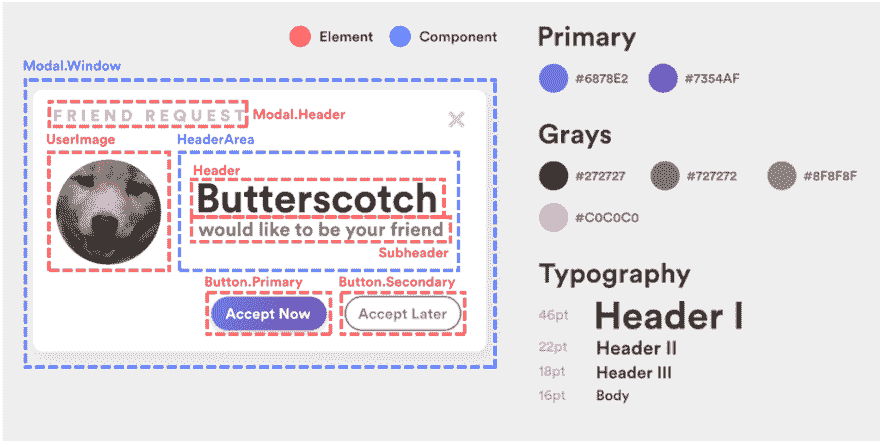 Element Component
Modal.Window
FRIEND REQUEST
Modal.Header
UserImage
HeaderArea
Header
Butterscotch
would like to be your friend
Subheader
Button.Primary
Button.Secondary
Accept Now
Accept Later
Primary
#6878E2 #7354AF
Grays
#272727 #727272 #8F8F8F
#C0C0C0
Typography
46pt Header I
22pt Header II
18pt Header III
16pt Body